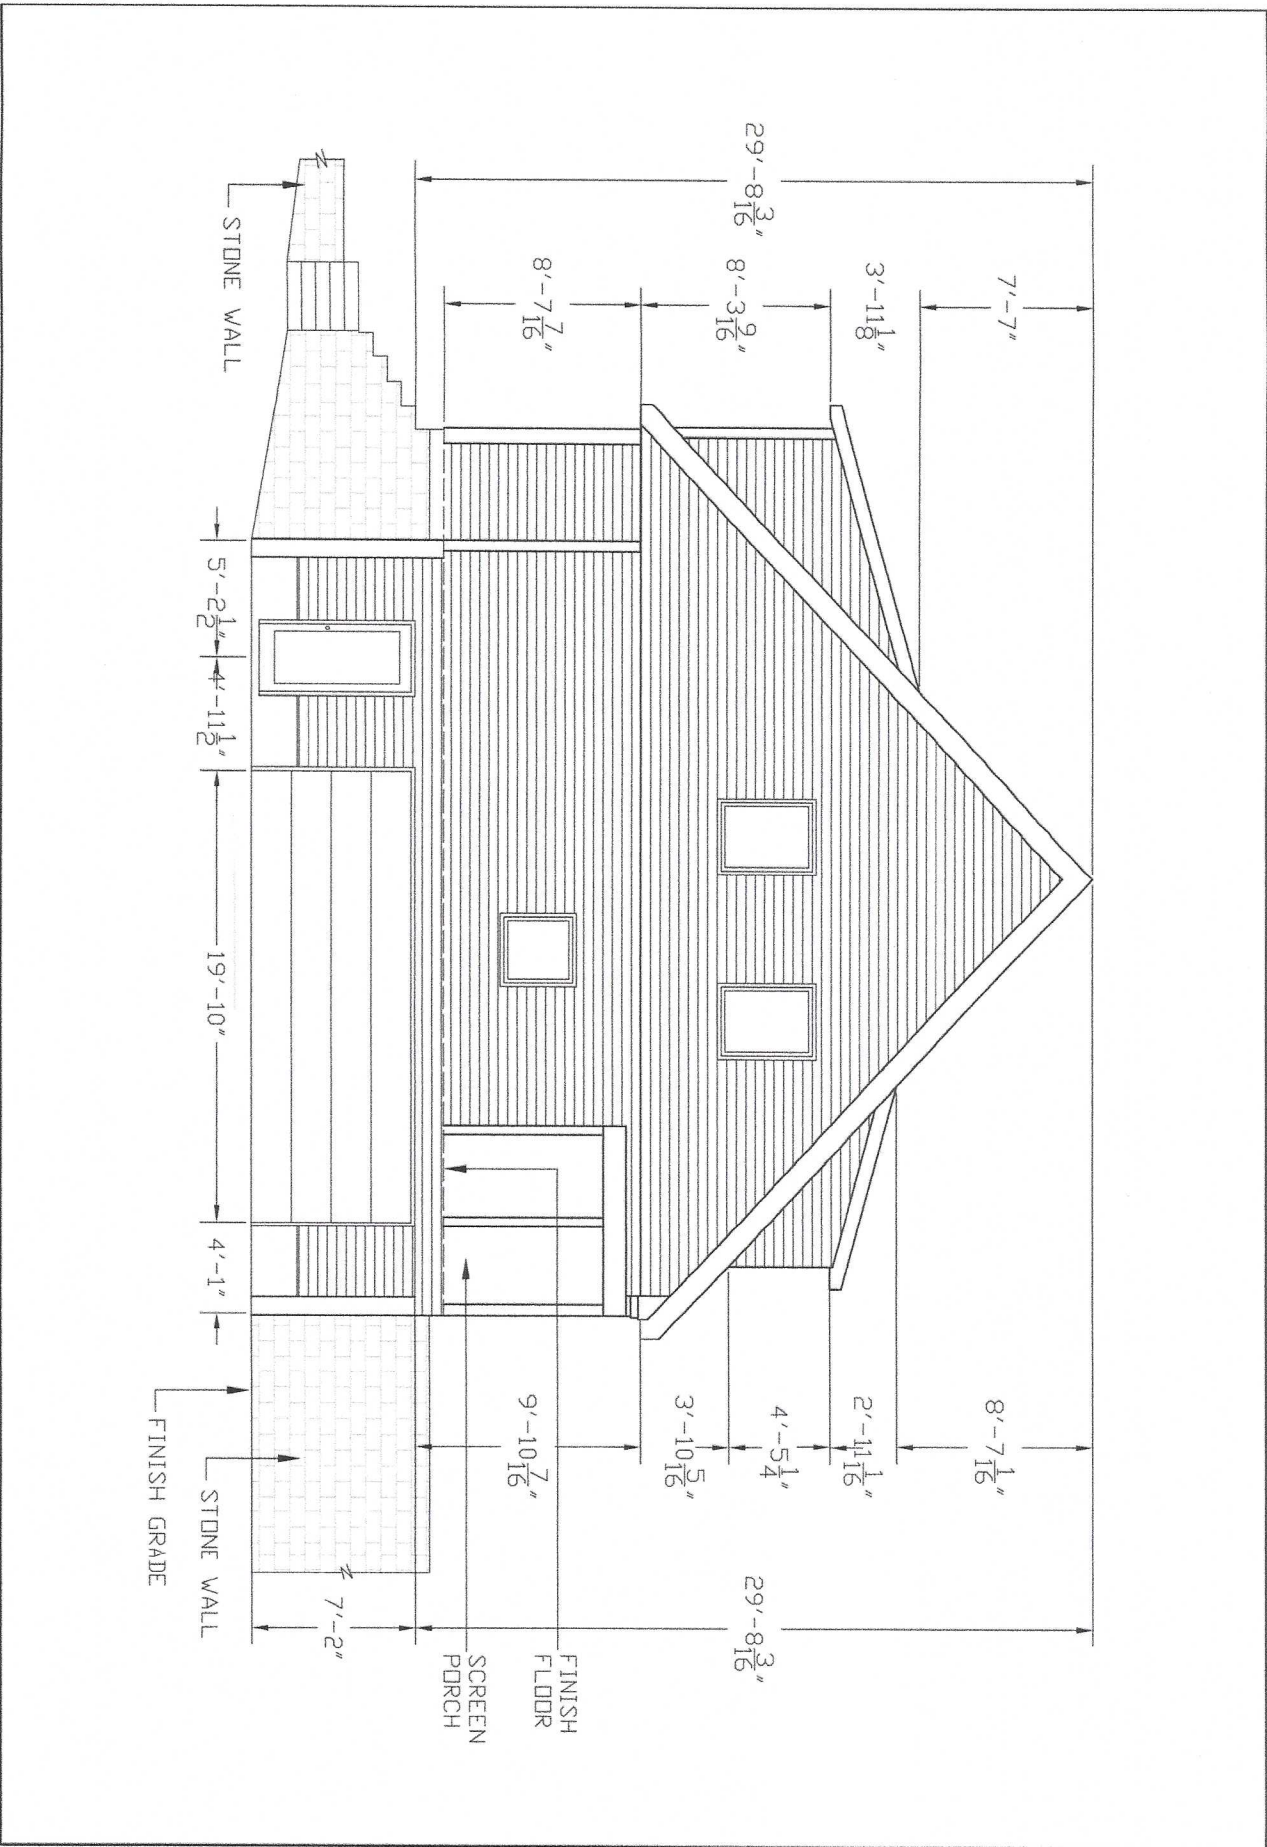 29'-8 3/16"
7'-7"
3'-11 1/8"
8'-3 9/16"
8'-7 7/16"
STONE WALL
8'-7 1/16"
2'-11 1/16"
4'-5 1/4"
3'-10 5/16"
9'-10 7/16"
29'-8 3/16"
7'-2"
FINISH
FLOOR
SCREEN
PORCH
5'-2 1/2"
4'-11 1/2"
19'-10"
4'-1"
STONE WALL
FINISH GRADE